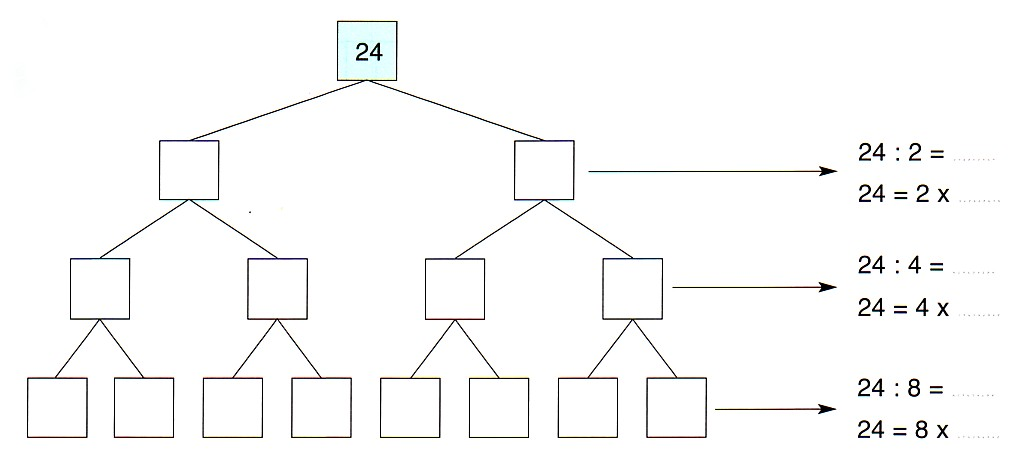 24
24 : 2 = ........
24 = 2 x ........
24 : 4 = ........
24 = 4 x ........
24 : 8 = ........
24 = 8 x ........